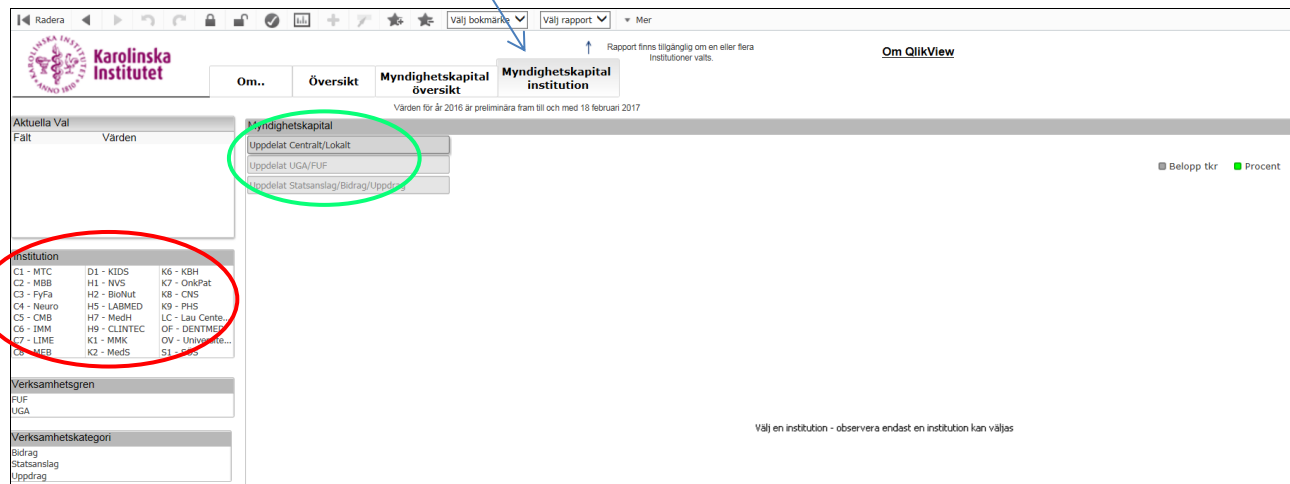 Radera
Välj bokmärke
Välj rapport
Mer
KAROLINSKA INSTITUTET
ANNO 1810
Karolinska
Institutet
Om..
Översikt
Myndighetskapital
översikt
Myndighetskapital
institution
Rapport finns tillgänglig om en eller flera
Institutioner valts.
Om QlikView
Värden för år 2016 är preliminära fram till och med 18 februari 2017
Aktuella Val
Fält Värden
Myndighetskapital
Uppdelat Centralt/Lokalt
Uppdelat UGA/FUF
Uppdelat Statsanslag/Bidrag/Uppdrag
Belopp tkr Procent
Institution
C1 - MTC D1 - KIDS K6 - KBH
C2 - MBB H1 - NVS K7 - OnkPat
C3 - FyFa H2 - BioNut K8 - CNS
C4 - Neuro H5 - LABMED K9 - PHS
C5 - CMB H7 - MedH LC - Lau Cente...
C6 - IMM H9 - CLINTEC OF - DENTMED
C7 - LIME K1 - MMK OV - Universite...
C8 - MEB K2 - MedS S1 - SÖS
Verksamhetsgren
FUF
UGA
Verksamhetskategori
Bidrag
Statsanslag
Uppdrag
Välj en institution - observera endast en institution kan väljas